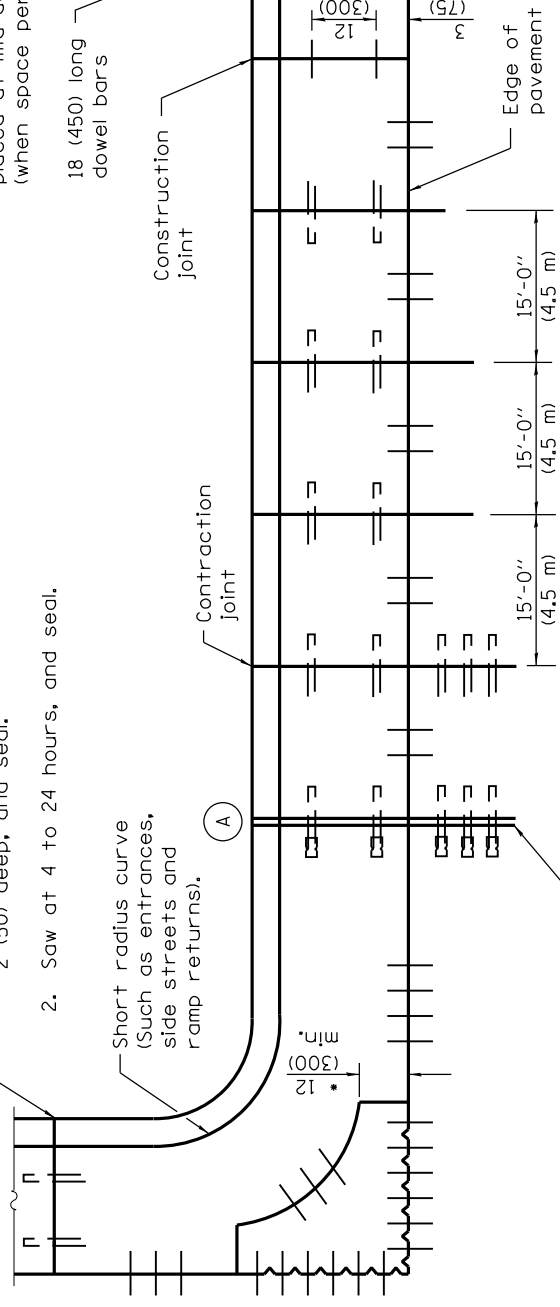 (when space per
18 (450) long
dowel bars
Construction
joint
12
(300)
3
(75)
Edge of
pavement
15'-0"
(4.5 m)
15'-0"
(4.5 m)
15'-0"
(4.5 m)
Contraction
joint
2 (50) deep, and seal.
2. Saw at 4 to 24 hours, and seal.
A
Short radius curve
(Such as entrances,
side streets and
ramp returns).
* 12
(300)
min.